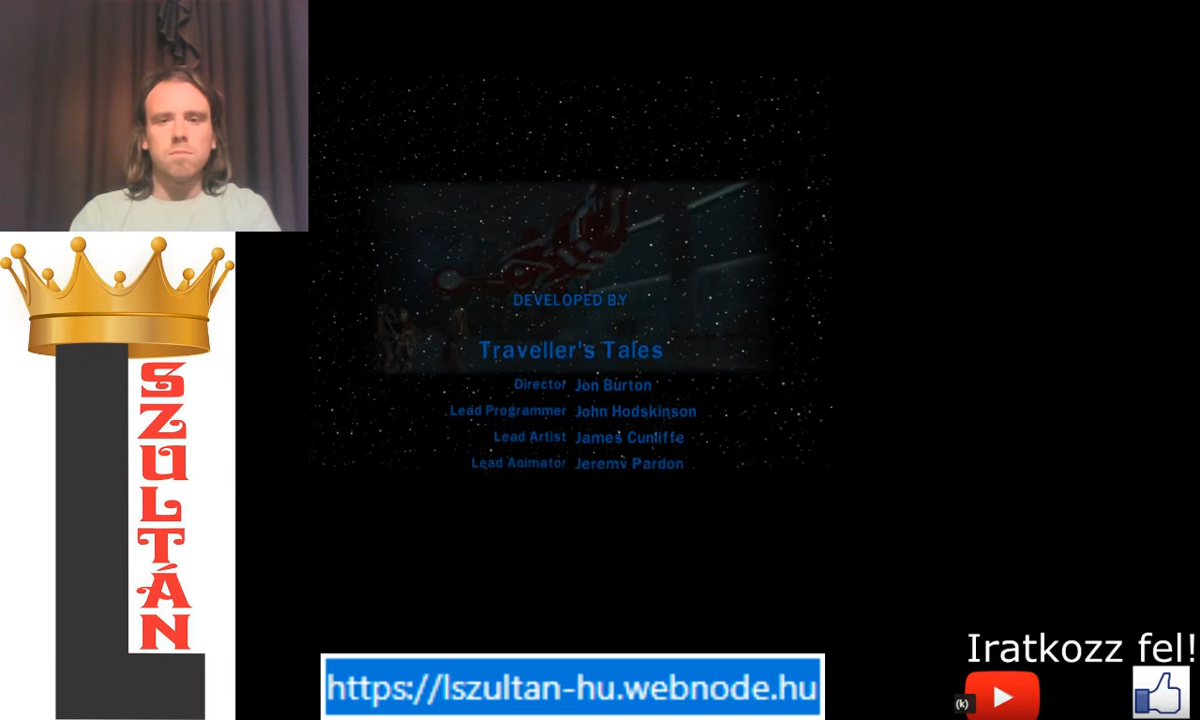 DEVELOPED BY
Traveller's Tales
Director Jon Burton
Lead Programmer John Hodskinson
Lead Artist James Cunliffe
Lead Animator Jeremy Pardon
L
SZULTÁN
https://lszultan-hu.webnode.hu
Iratkozz fel!
(k)